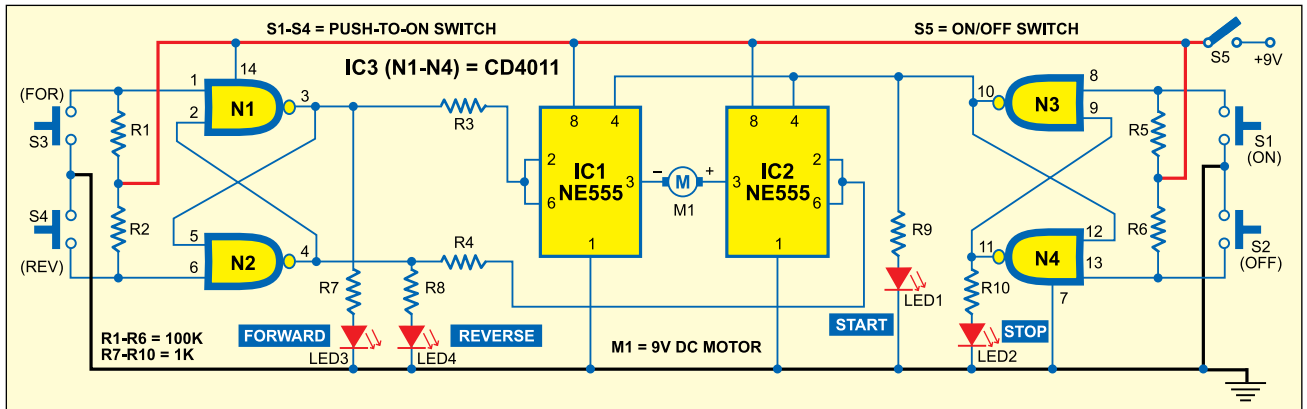 S1-S4 = PUSH-TO-ON SWITCH
S5 = ON/OFF SWITCH
S5
+9V
IC3 (N1-N4) = CD4011
(FOR)
S3
R1
1
2
14
N1
3
R3
8
4
2
6
IC1
NE555
3
1
–
M
+
M1
8
4
IC2
NE555
3
2
6
1
10
N3
8
9
R5
S1
(ON)
S4
(REV)
R2
5
6
N2
4
R4
R7
R8
R9
11
N4
12
13
7
R6
S2
(OFF)
R10
FORWARD
LED3
REVERSE
LED4
START
LED1
STOP
LED2
R1-R6 = 100K
R7-R10 = 1K
M1 = 9V DC MOTOR